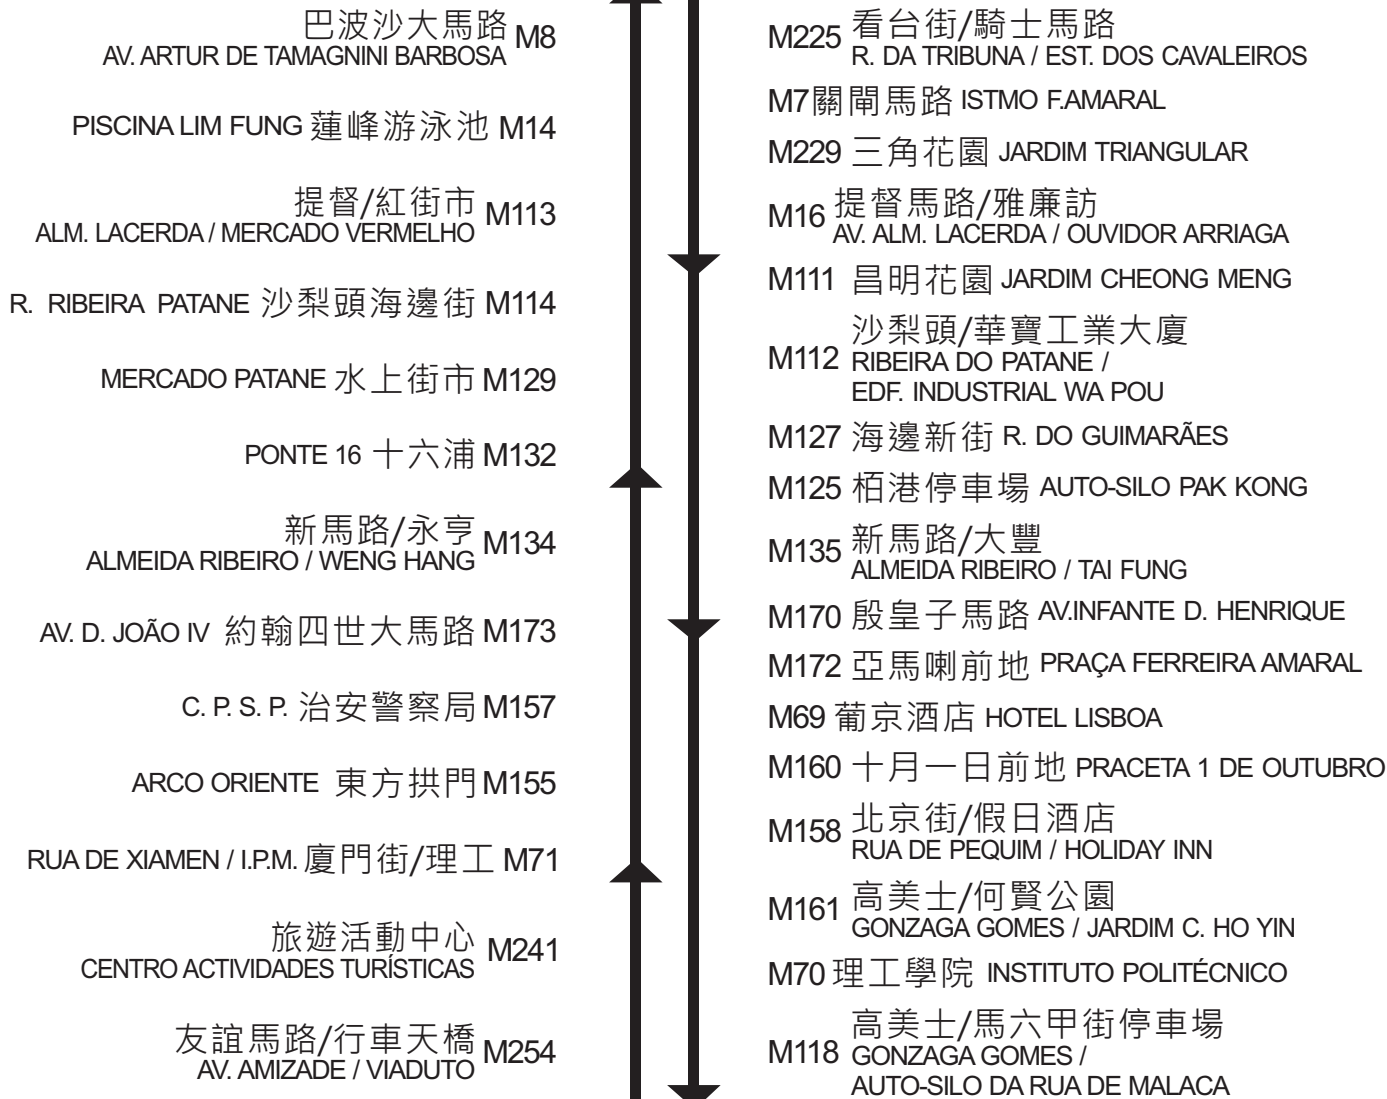 巴波沙大馬路 M8
AV. ARTUR DE TAMAGNINI BARBOSA
PISCINA LIM FUNG 蓮峰游泳池 M14
提督/紅街市 M113
ALM. LACERDA / MERCADO VERMELHO
R. RIBEIRA PATANE 沙梨頭海邊街 M114
MERCADO PATANE 水上街市 M129
PONTE 16 十六浦 M132
新馬路/永亨 M134
ALMEIDA RIBEIRO / WENG HANG
AV. D. JOÃO IV 約翰四世大馬路 M173
C. P. S. P. 治安警察局 M157
ARCO ORIENTE 東方拱門 M155
RUA DE XIAMEN / I.P.M. 廈門街/理工 M71
旅遊活動中心 M241
CENTRO ACTIVIDADES TURÍSTICAS
友誼馬路/行車天橋 M254
AV. AMIZADE / VIADUTO
M225 看台街/騎士馬路
R. DA TRIBUNA / EST. DOS CAVALEIROS
M7 關閘馬路 ISTMO F.AMARAL
M229 三角花園 JARDIM TRIANGULAR
M16 提督馬路/雅廉訪
AV. ALM. LACERDA / OUVIDOR ARRIAGA
M111 昌明花園 JARDIM CHEONG MENG
沙梨頭/華寶工業大廈
M112 RIBEIRA DO PATANE /
EDF. INDUSTRIAL WA POU
M127 海邊新街 R. DO GUIMARÃES
M125 栢港停車場 AUTO-SILO PAK KONG
M135 新馬路/大豐
ALMEIDA RIBEIRO / TAI FUNG
M170 殷皇子馬路 AV.INFANTE D. HENRIQUE
M172 亞馬喇前地 PRAÇA FERREIRA AMARAL
M69 葡京酒店 HOTEL LISBOA
M160 十月一日前地 PRACETA 1 DE OUTUBRO
M158 北京街/假日酒店
RUA DE PEQUIM / HOLIDAY INN
M161 高美士/何賢公園
GONZAGA GOMES / JARDIM C. HO YIN
M70 理工學院 INSTITUTO POLITÉCNICO
高美士/馬六甲街停車場
M118 GONZAGA GOMES /
AUTO-SILO DA RUA DE MALACA